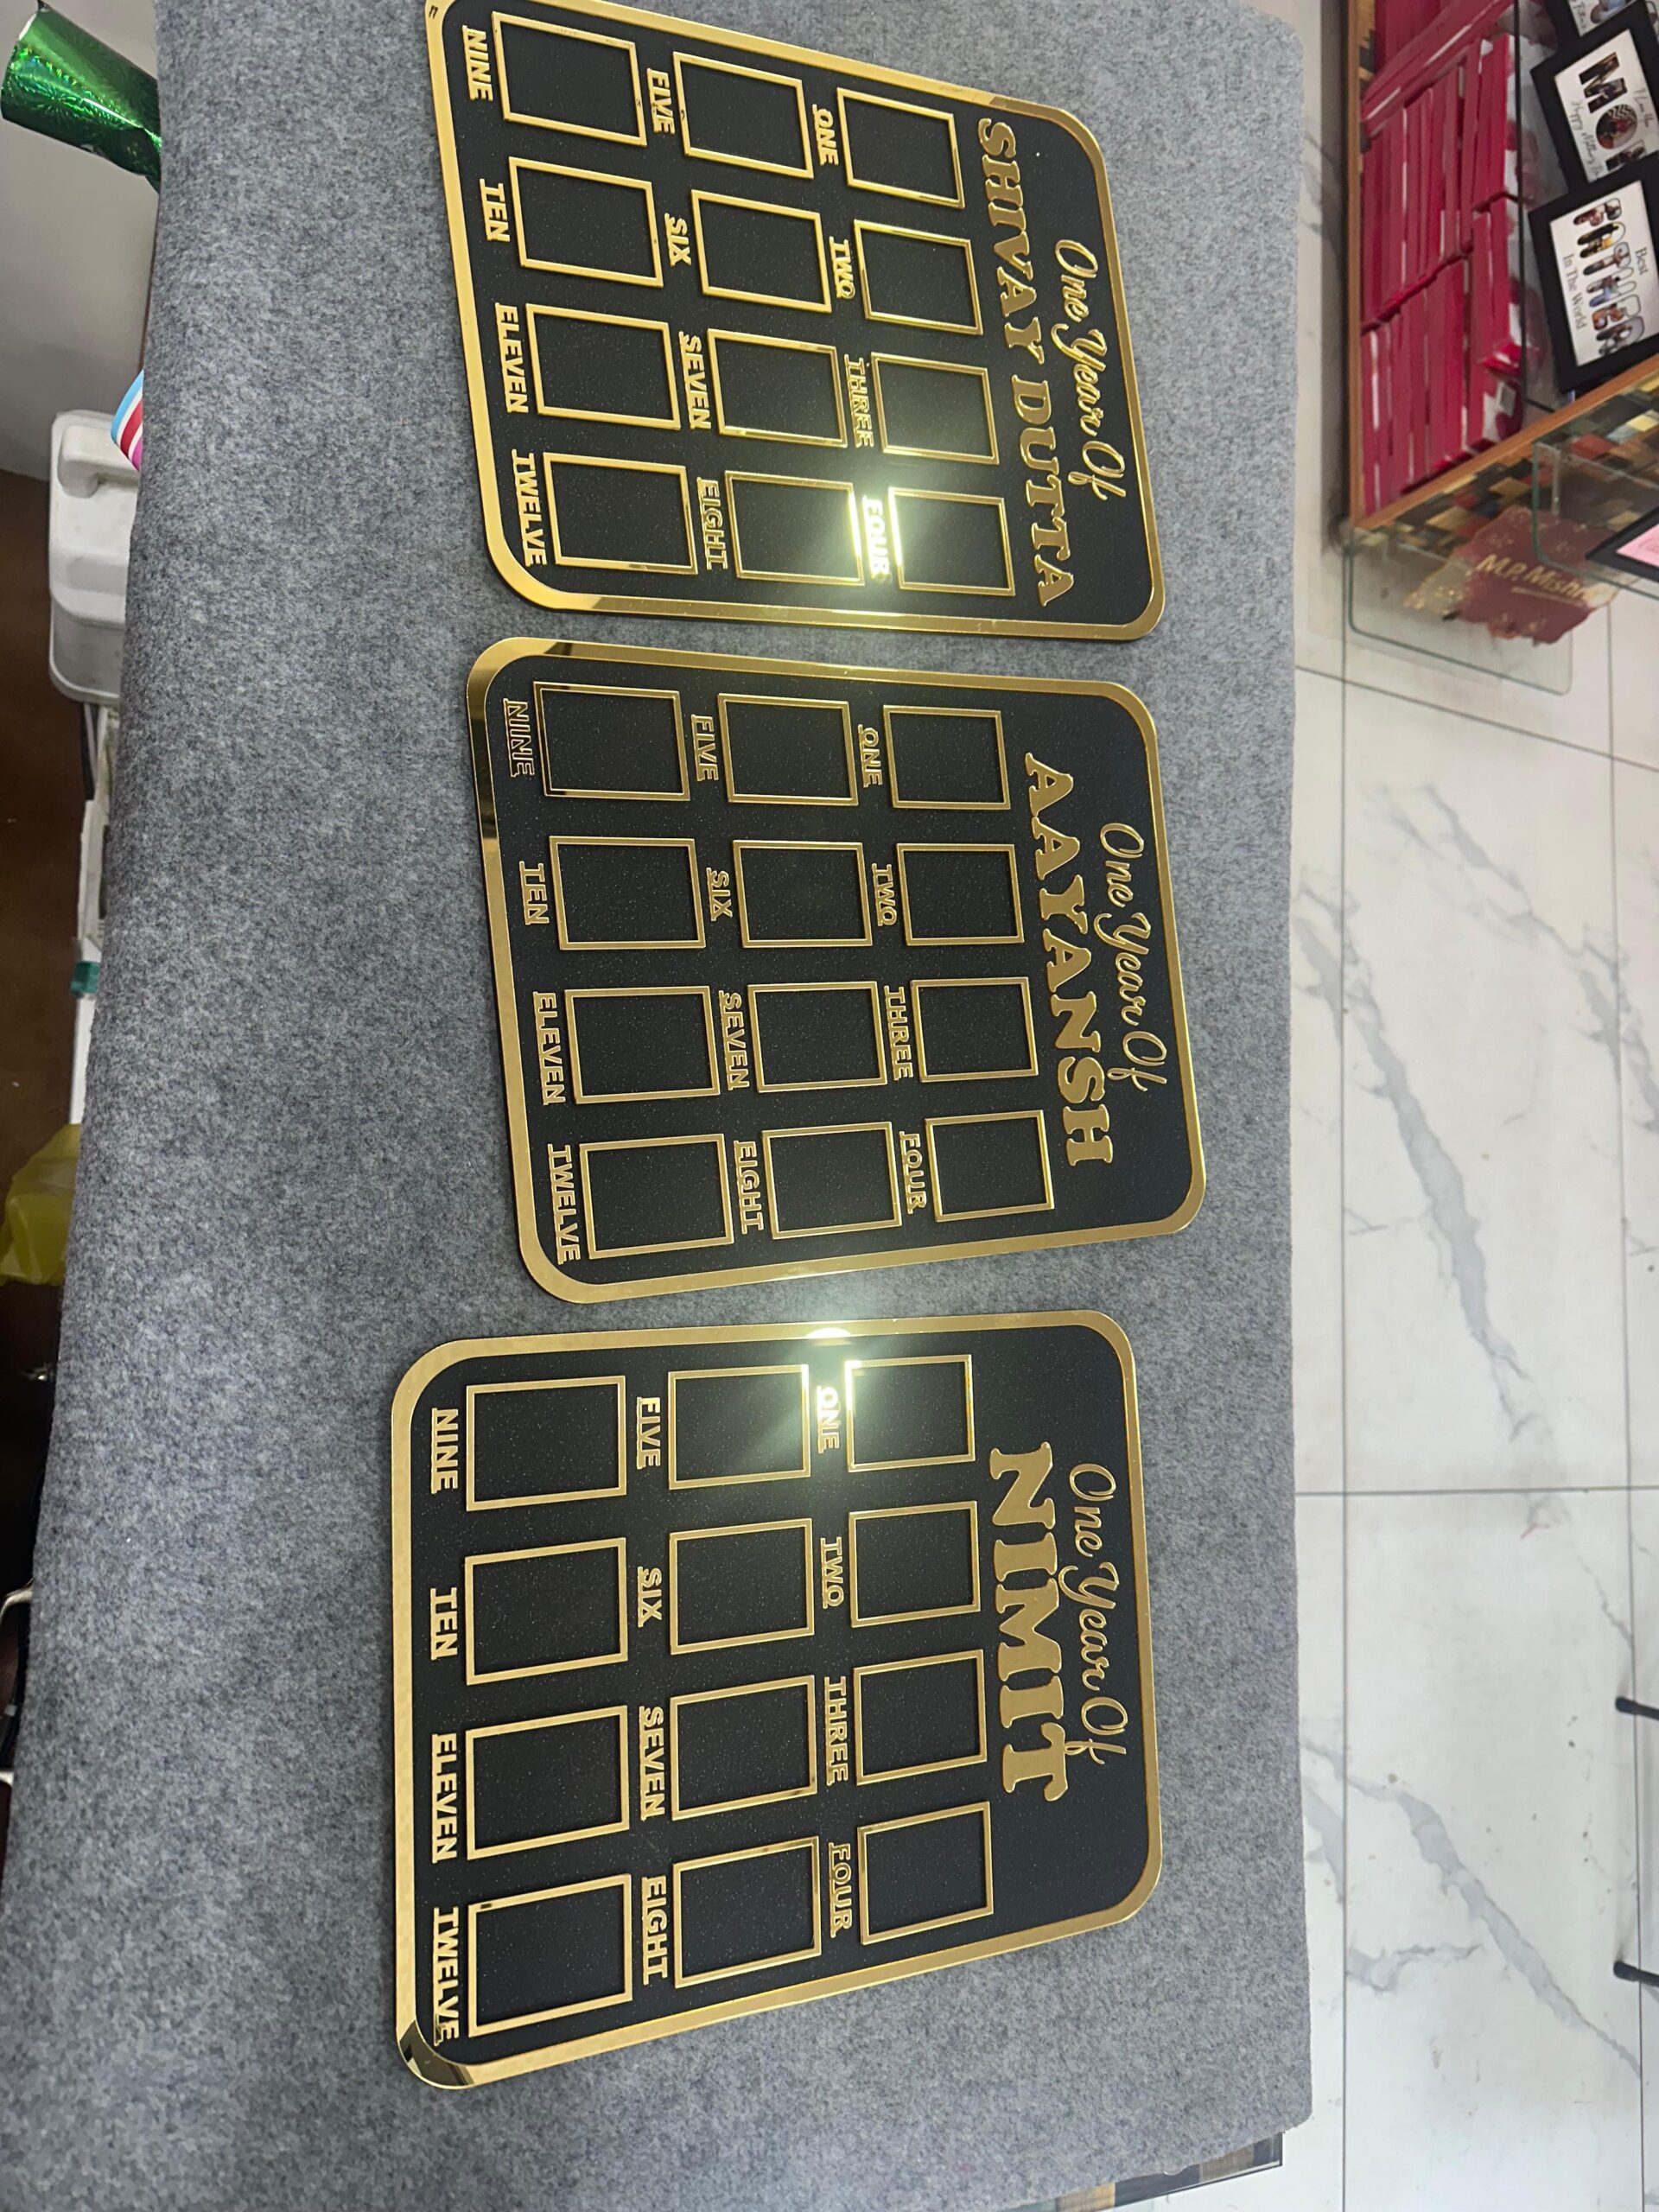 One Year Of
SHIVAY DUTTA
ONE TWO THREE FOUR
FIVE SIX SEVEN EIGHT
NINE TEN ELEVEN TWELVE
One Year Of
AAYANSH
ONE TWO THREE FOUR
FIVE SIX SEVEN EIGHT
NINE TEN ELEVEN TWELVE
One Year Of
NIMIT
ONE TWO THREE FOUR
FIVE SIX SEVEN EIGHT
NINE TEN ELEVEN TWELVE
Best
In The World